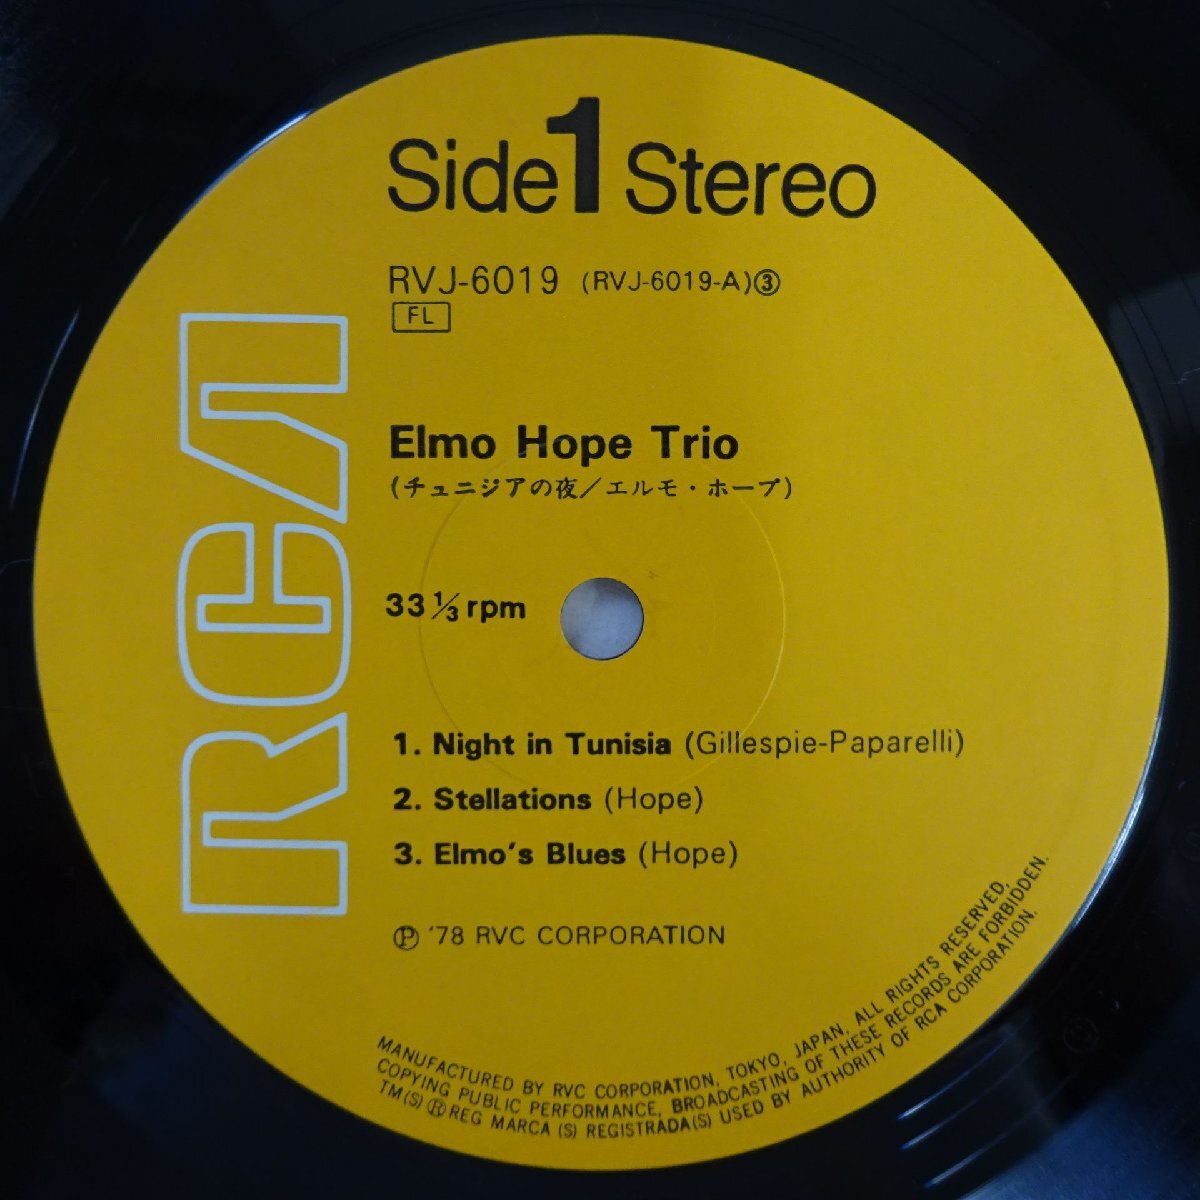 Side 1 Stereo
RVJ-6019 (RVJ-6019-A)③
FL
RCA
Elmo Hope Trio
(チュニジアの夜/エルモ・ホープ)
33 ⅓ rpm
1. Night in Tunisia (Gillespie-Paparelli)
2. Stellations (Hope)
3. Elmo's Blues (Hope)
Ⓟ '78 RVC CORPORATION
MANUFACTURED BY RVC CORPORATION, TOKYO, JAPAN, ALL RIGHTS RESERVED,
COPYING PUBLIC PERFORMANCE, BROADCASTING OF THESE RECORDS ARE FORBIDDEN.
TM(S) ® REG MARCA (S) REGISTRADA(S) USED BY AUTHORITY OF RCA CORPORATION.